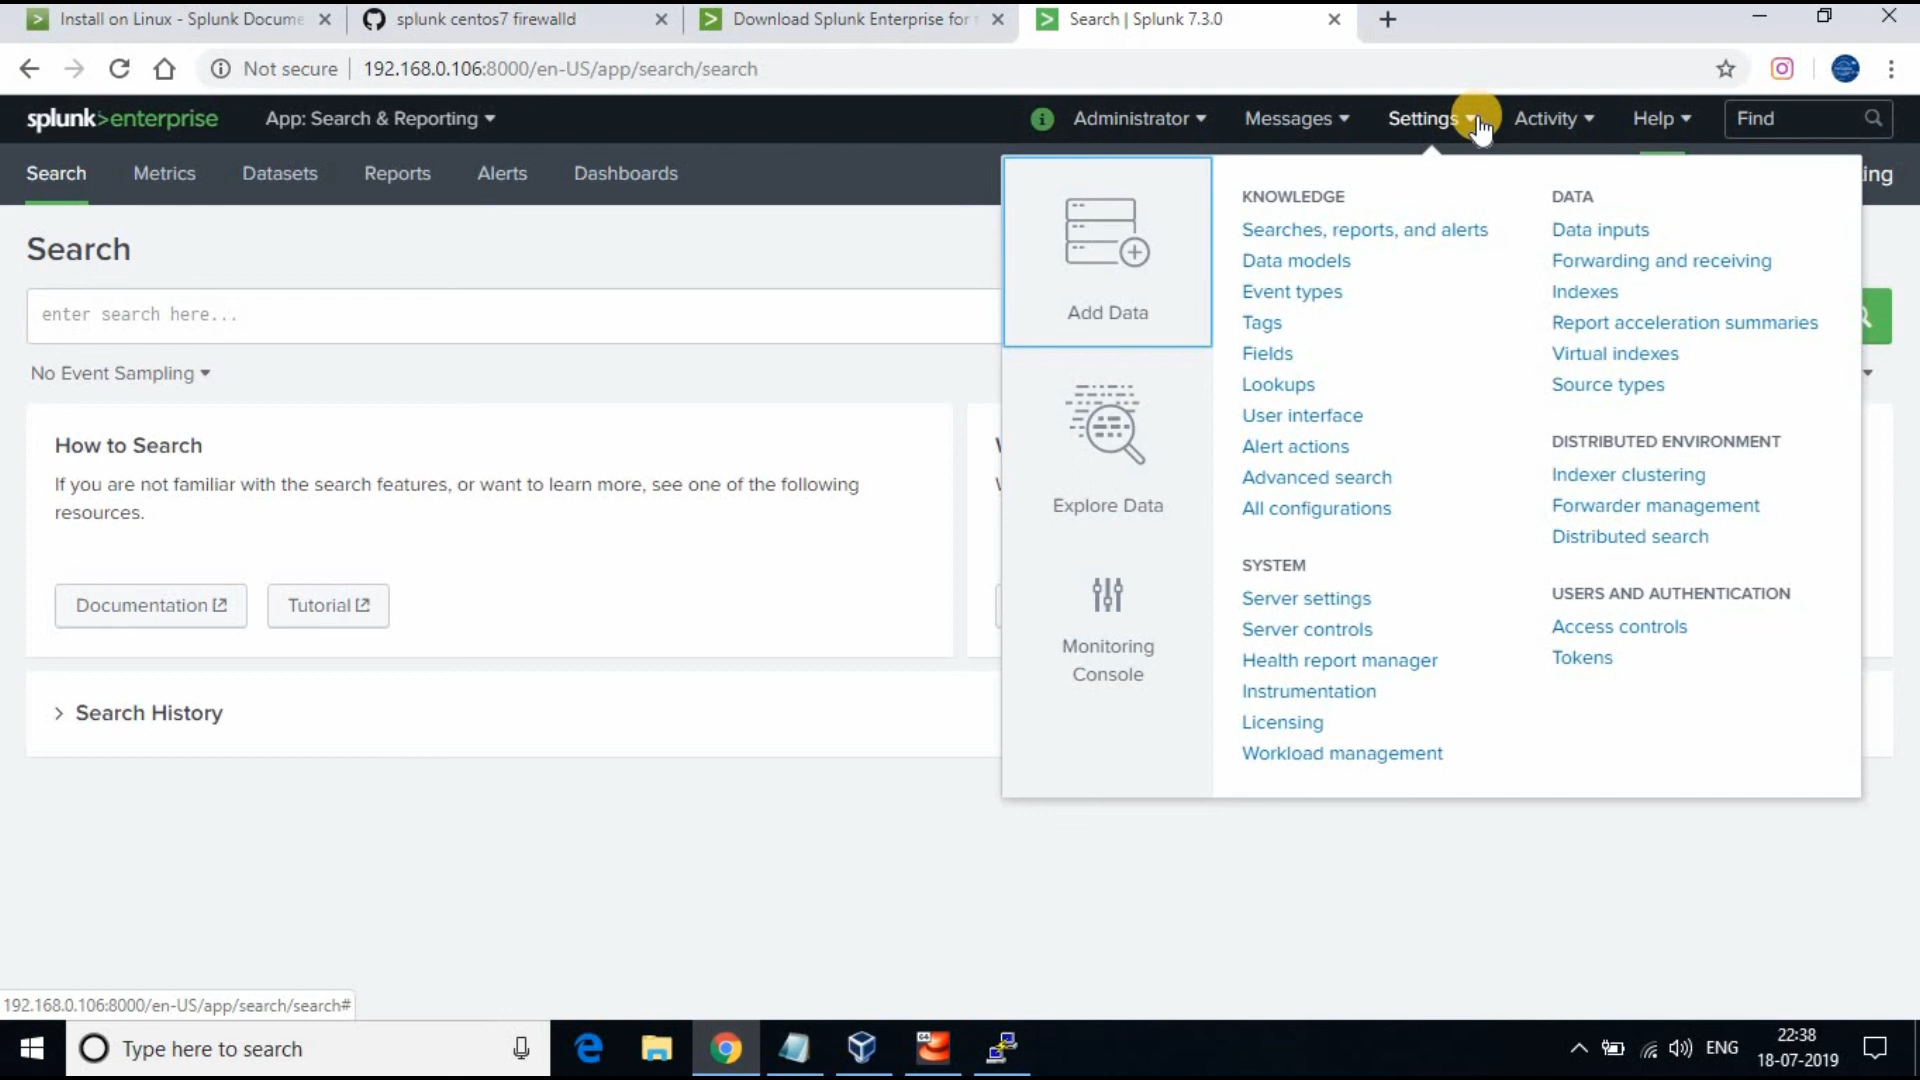 Install on Linux - Splunk Docume
splunk centos7 firewalld
Download Splunk Enterprise for
Search | Splunk 7.3.0
Not secure
192.168.0.106:8000/en-US/app/search/search
splunk>enterprise
App: Search & Reporting
i
Administrator
Messages
Settings
Activity
Help
Find
Search
Metrics
Datasets
Reports
Alerts
Dashboards
ing
Search
enter search here...
No Event Sampling
How to Search
If you are not familiar with the search features, or want to learn more, see one of the following
resources.
Documentation
Tutorial
Search History
Add Data
Explore Data
Monitoring
Console
KNOWLEDGE
Searches, reports, and alerts
Data models
Event types
Tags
Fields
Lookups
User interface
Alert actions
Advanced search
All configurations
SYSTEM
Server settings
Server controls
Health report manager
Instrumentation
Licensing
Workload management
DATA
Data inputs
Forwarding and receiving
Indexes
Report acceleration summaries
Virtual indexes
Source types
DISTRIBUTED ENVIRONMENT
Indexer clustering
Forwarder management
Distributed search
USERS AND AUTHENTICATION
Access controls
Tokens
192.168.0.106:8000/en-US/app/search/search#
Type here to search
64
ENG
22:38
18-07-2019